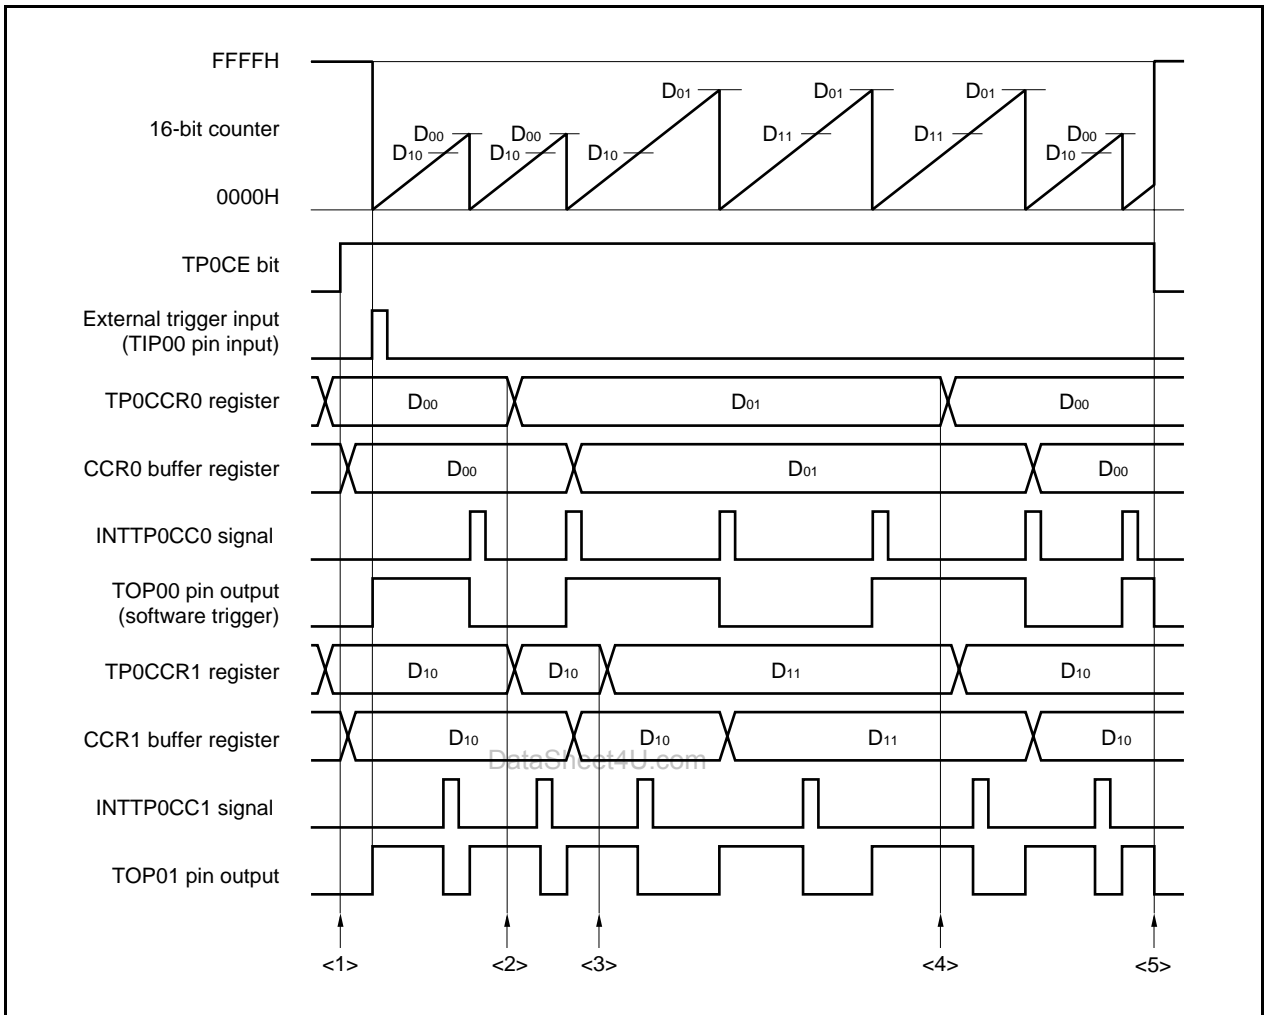 FFFFH
D01 D01 D01
16-bit counter D00 D00 D11 D11 D00
D10 D10 D10 D10
0000H
TP0CE bit
External trigger input
(TIP00 pin input)
TP0CCR0 register D00 D01 D00
CCR0 buffer register D00 D01 D00
INTTP0CC0 signal
TOP00 pin output
(software trigger)
TP0CCR1 register D10 D10 D11 D10
CCR1 buffer register D10 D10 D11 D10
DataSheet4U.com
INTTP0CC1 signal
TOP01 pin output
<1> <2> <3> <4> <5>